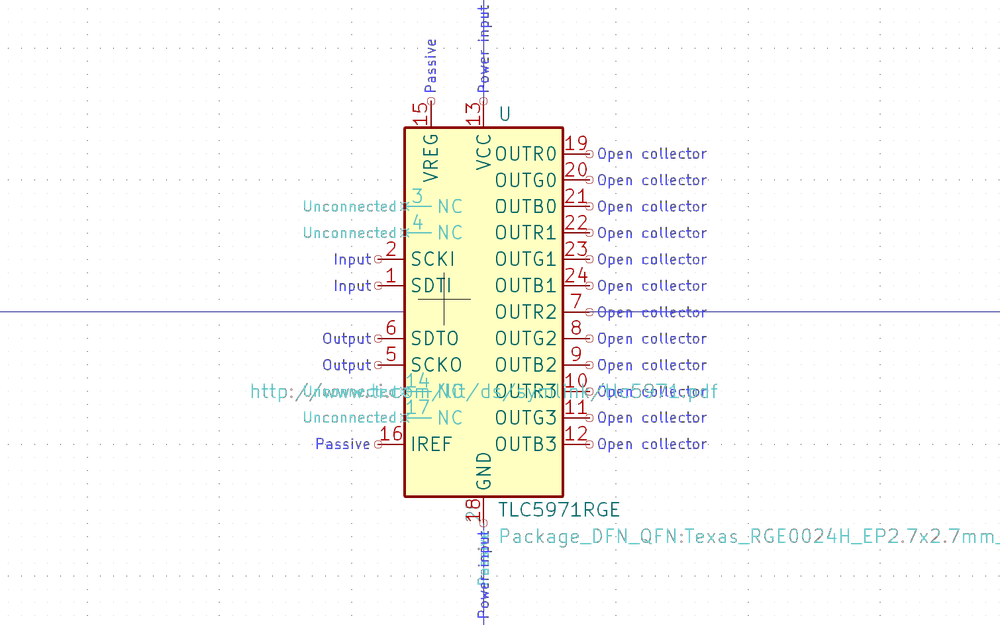 Passive
Power input
15
13
U
VREG
VCC
OUTR0 19 Open collector
OUTG0 20 Open collector
Unconnected 3 NC
OUTB0 21 Open collector
Unconnected 4 NC
OUTR1 22 Open collector
Input 2 SCKI
OUTG1 23 Open collector
Input 1 SDTI
OUTB1 24 Open collector
OUTR2 7 Open collector
Output 6 SDTO
OUTG2 8 Open collector
Output 5 SCKO
OUTB2 9 Open collector
Unconnected 14 NC
http://www.ti.com/lit/ds/symlink/tlc5971.pdf
OUTR3 10 Open collector
Unconnected 17 NC
OUTG3 11 Open collector
Passive 16 IREF
OUTB3 12 Open collector
GND
18
TLC5971RGE
Package_DFN_QFN:Texas_RGE0024H_EP2.7x2.7mm_
Power input